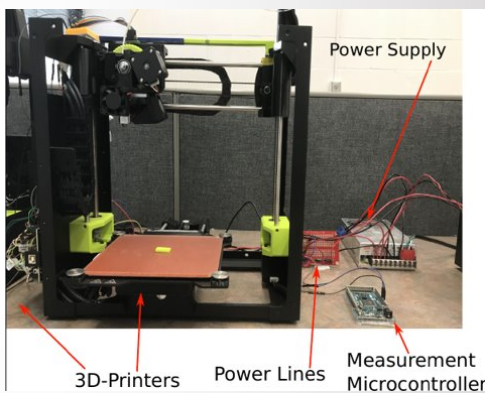 Power Supply
3D-Printers
Power Lines
Measurement
Microcontroller